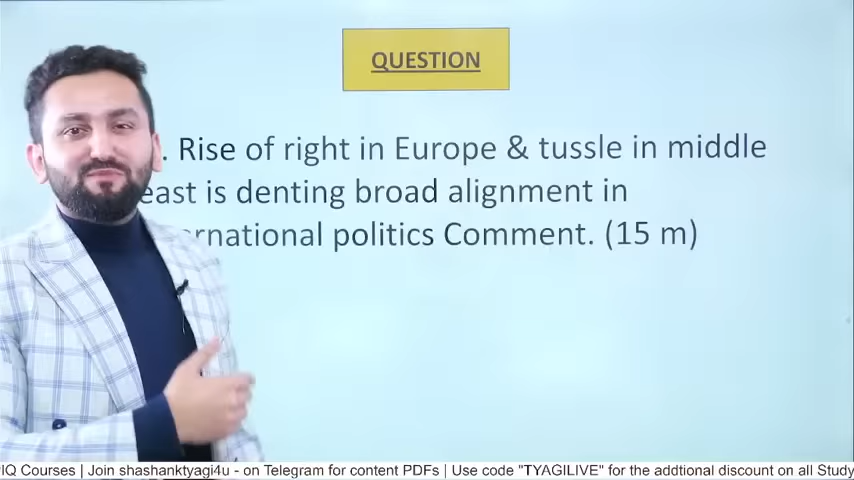 QUESTION
. Rise of right in Europe & tussle in middle
east is denting broad alignment in
rnational politics Comment. (15 m)
IQ Courses | Join shashanktyagi4u - on Telegram for content PDFs | Use code "TYAGILIVE" for the addtional discount on all Study